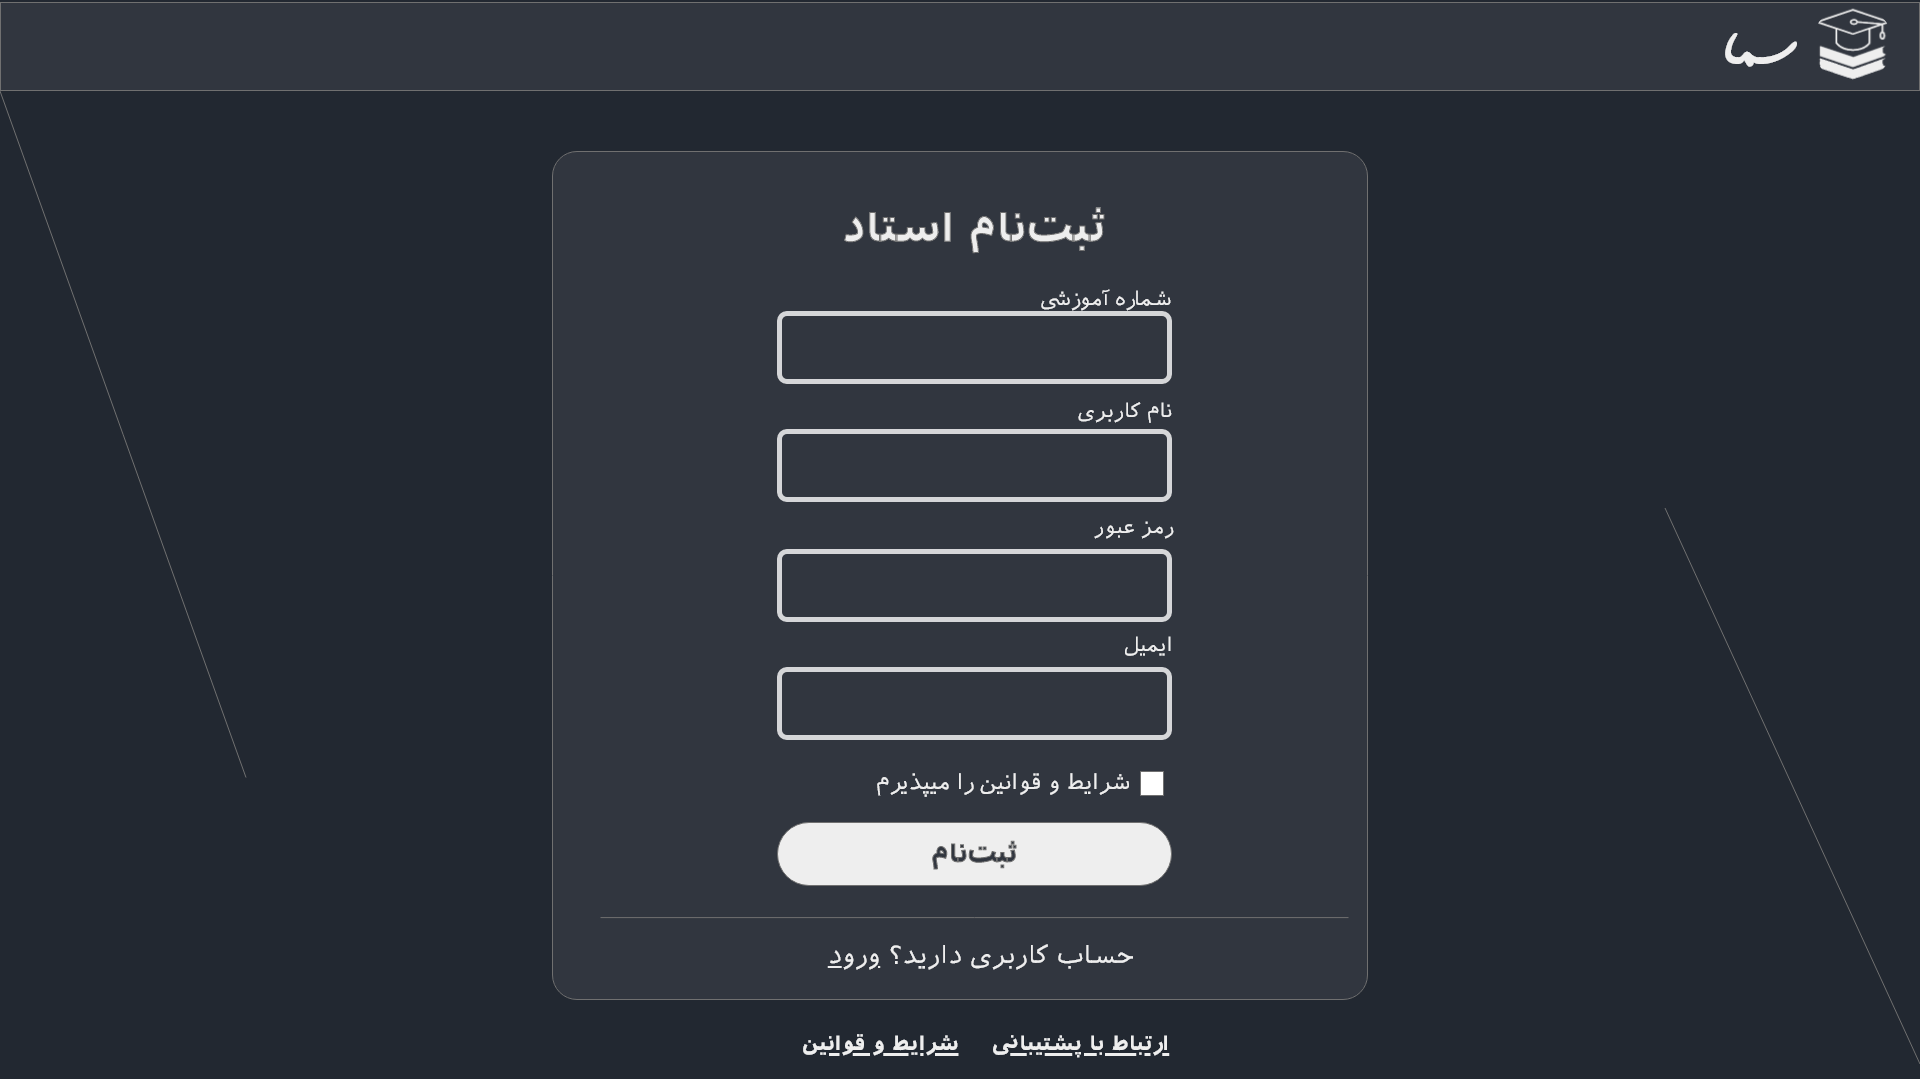 سما
ثبت‌نام استاد
شماره آموزشی
نام کاربری
رمز عبور
ایمیل
شرایط و قوانین را میپذیرم
ثبت‌نام
حساب کاربری دارید؟ ورود
ارتباط با پشتیبانی شرایط و قوانین